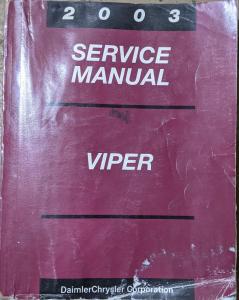 2003
SERVICE
MANUAL
VIPER
DaimlerChrysler Corporation